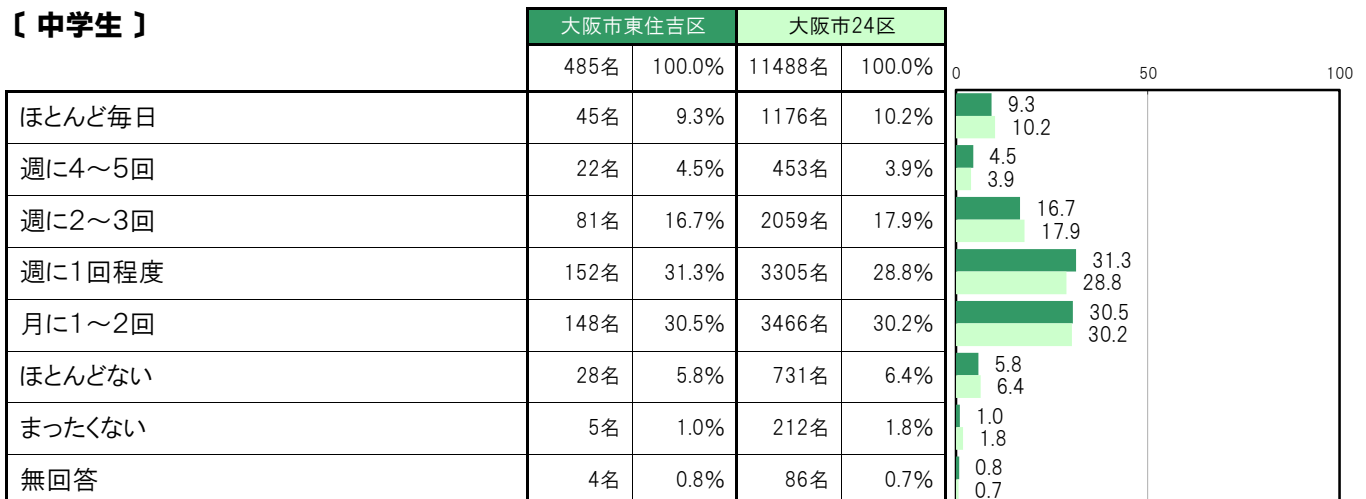 〔 中学生 〕
大阪市東住吉区 大阪市24区
485名 100.0% 11488名 100.0%
0 50 100
ほとんど毎日 45名 9.3% 1176名 10.2% 9.3
10.2
週に4～5回 22名 4.5% 453名 3.9% 4.5
3.9
週に2～3回 81名 16.7% 2059名 17.9% 16.7
17.9
週に1回程度 152名 31.3% 3305名 28.8% 31.3
28.8
月に1～2回 148名 30.5% 3466名 30.2% 30.5
30.2
ほとんどない 28名 5.8% 731名 6.4% 5.8
6.4
まったくない 5名 1.0% 212名 1.8% 1.0
1.8
無回答 4名 0.8% 86名 0.7% 0.8
0.7